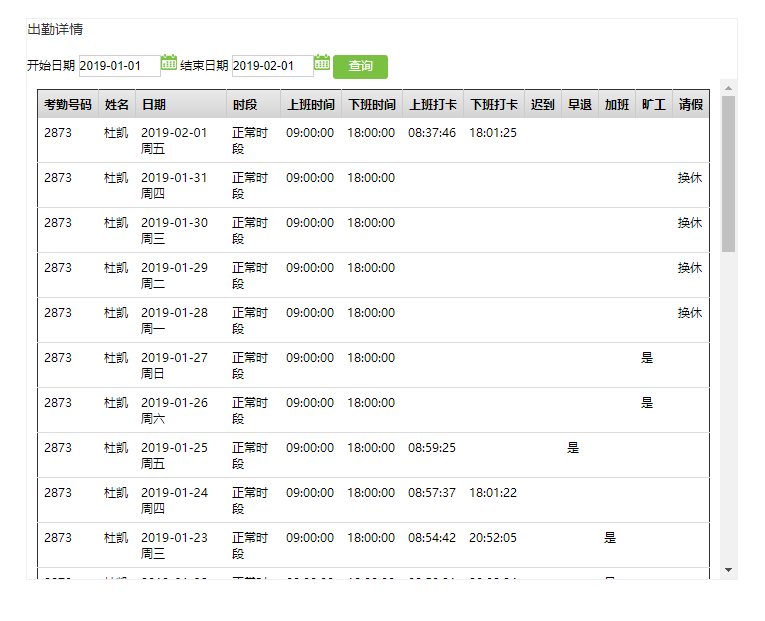 出勤详情
开始日期 2019-01-01 结束日期 2019-02-01 查询
考勤号码 姓名 日期 时段 上班时间 下班时间 上班打卡 下班打卡 迟到 早退 加班 旷工 请假
2873 杜凯 2019-02-01 正常时 09:00:00 18:00:00 08:37:46 18:01:25
周五 段
2873 杜凯 2019-01-31 正常时 09:00:00 18:00:00 换休
周四 段
2873 杜凯 2019-01-30 正常时 09:00:00 18:00:00 换休
周三 段
2873 杜凯 2019-01-29 正常时 09:00:00 18:00:00 换休
周二 段
2873 杜凯 2019-01-28 正常时 09:00:00 18:00:00 换休
周一 段
2873 杜凯 2019-01-27 正常时 09:00:00 18:00:00 是
周日 段
2873 杜凯 2019-01-26 正常时 09:00:00 18:00:00 是
周六 段
2873 杜凯 2019-01-25 正常时 09:00:00 18:00:00 08:59:25 是
周五 段
2873 杜凯 2019-01-24 正常时 09:00:00 18:00:00 08:57:37 18:01:22
周四 段
2873 杜凯 2019-01-23 正常时 09:00:00 18:00:00 08:54:42 20:52:05 是
周三 段